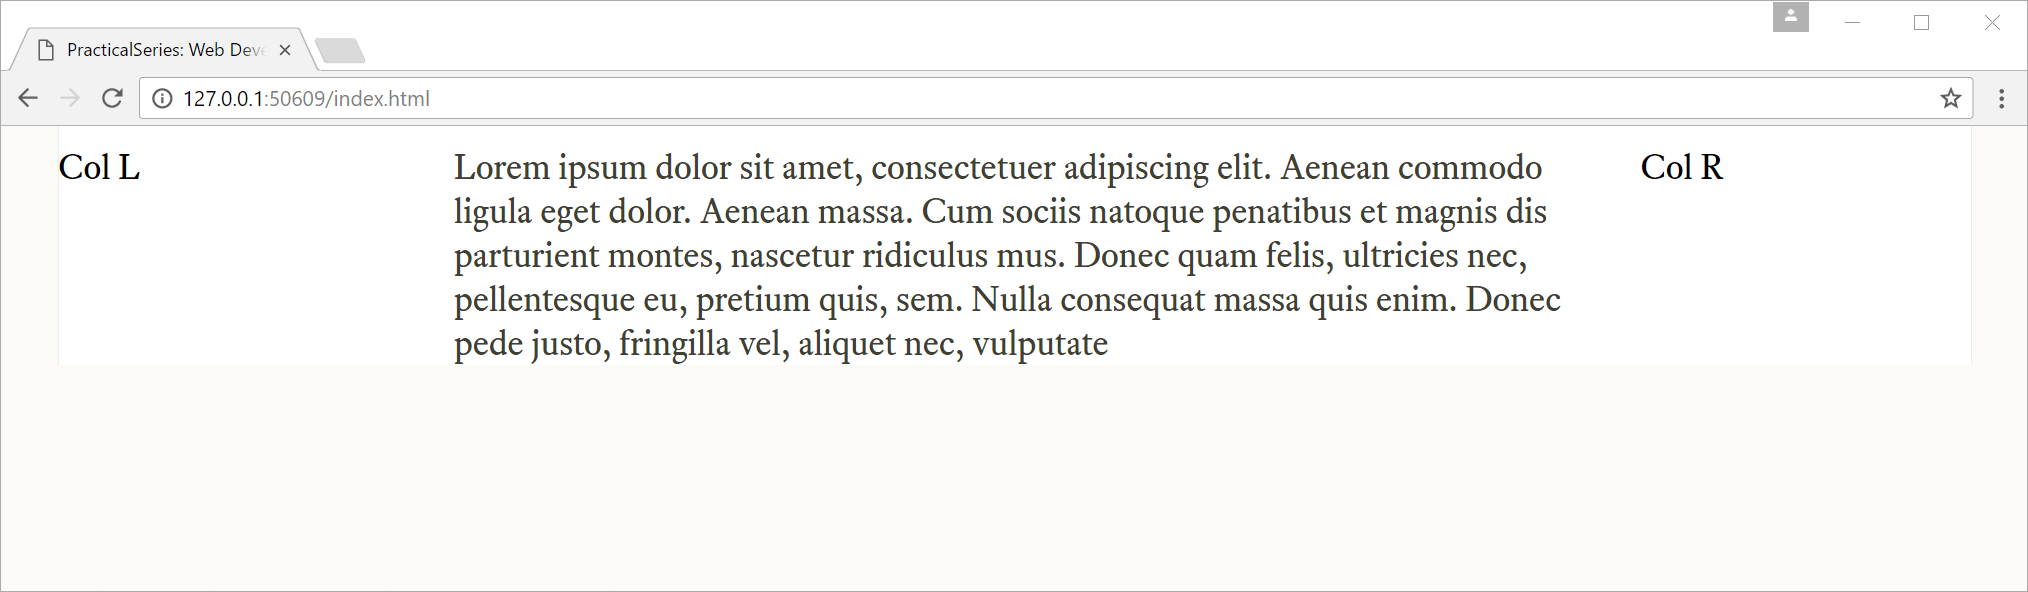 PracticalSeries: Web Deve
127.0.0.1:50609/index.html
Col L
Lorem ipsum dolor sit amet, consectetuer adipiscing elit. Aenean commodo
ligula eget dolor. Aenean massa. Cum sociis natoque penatibus et magnis dis
parturient montes, nascetur ridiculus mus. Donec quam felis, ultricies nec,
pellentesque eu, pretium quis, sem. Nulla consequat massa quis enim. Donec
pede justo, fringilla vel, aliquet nec, vulputate
Col R